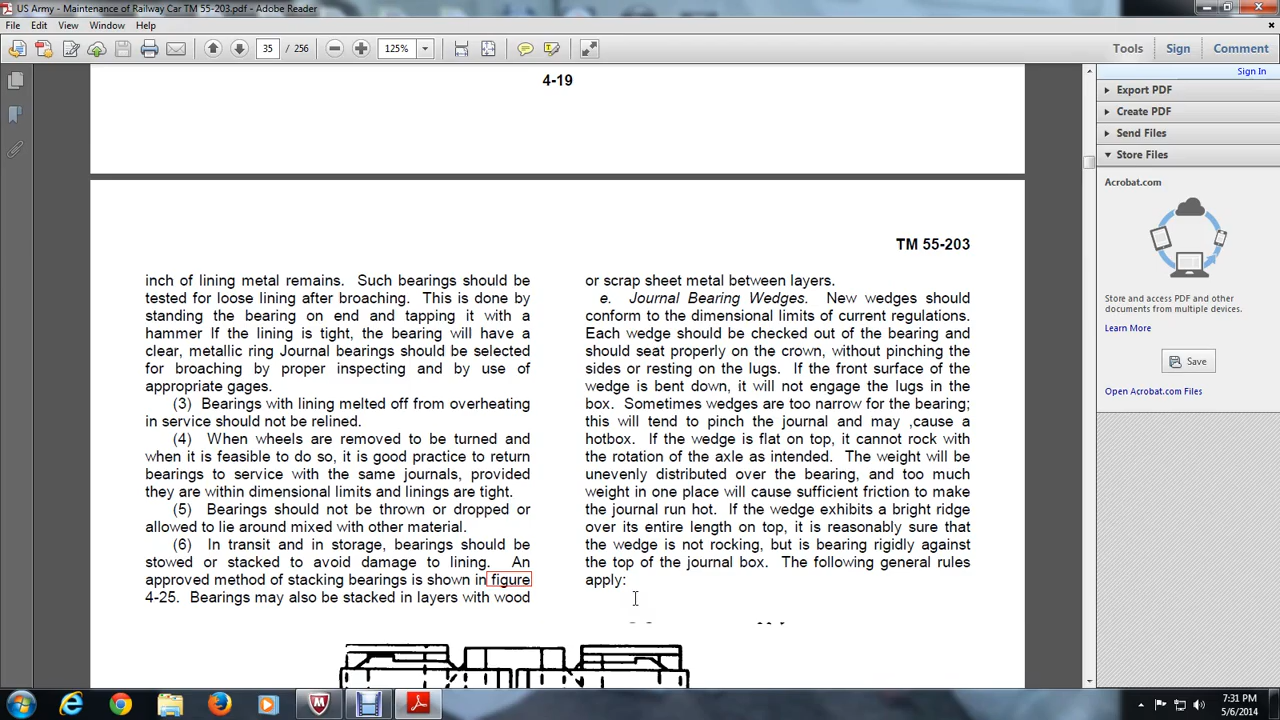 US Army - Maintenance of Railway Car TM 55-203.pdf - Adobe Reader
File Edit View Window Help
35 / 256 125% Tools Sign Comment
Sign In
Export PDF
Create PDF
Send Files
Store Files
Acrobat.com
Store and access PDF and other
documents from multiple devices.
Learn More
Save
Open Acrobat.com Files
4-19
TM 55-203
inch of lining metal remains. Such bearings should be
tested for loose lining after broaching. This is done by
standing the bearing on end and tapping it with a
hammer If the lining is tight, the bearing will have a
clear, metallic ring Journal bearings should be selected
for broaching by proper inspecting and by use of
appropriate gages.
(3) Bearings with lining melted off from overheating
in service should not be relined.
(4) When wheels are removed to be turned and
when it is feasible to do so, it is good practice to return
bearings to service with the same journals, provided
they are within dimensional limits and linings are tight.
(5) Bearings should not be thrown or dropped or
allowed to lie around mixed with other material.
(6) In transit and in storage, bearings should be
stowed or stacked to avoid damage to lining. An
approved method of stacking bearings is shown in figure
4-25. Bearings may also be stacked in layers with wood
or scrap sheet metal between layers.
e. Journal Bearing Wedges. New wedges should
conform to the dimensional limits of current regulations.
Each wedge should be checked out of the bearing and
should seat properly on the crown, without pinching the
sides or resting on the lugs. If the front surface of the
wedge is bent down, it will not engage the lugs in the
box. Sometimes wedges are too narrow for the bearing;
this will tend to pinch the journal and may ,cause a
hotbox. If the wedge is flat on top, it cannot rock with
the rotation of the axle as intended. The weight will be
unevenly distributed over the bearing, and too much
weight in one place will cause sufficient friction to make
the journal run hot. If the wedge exhibits a bright ridge
over its entire length on top, it is reasonably sure that
the wedge is not rocking, but is bearing rigidly against
the top of the journal box. The following general rules
apply:
7:31 PM
5/6/2014